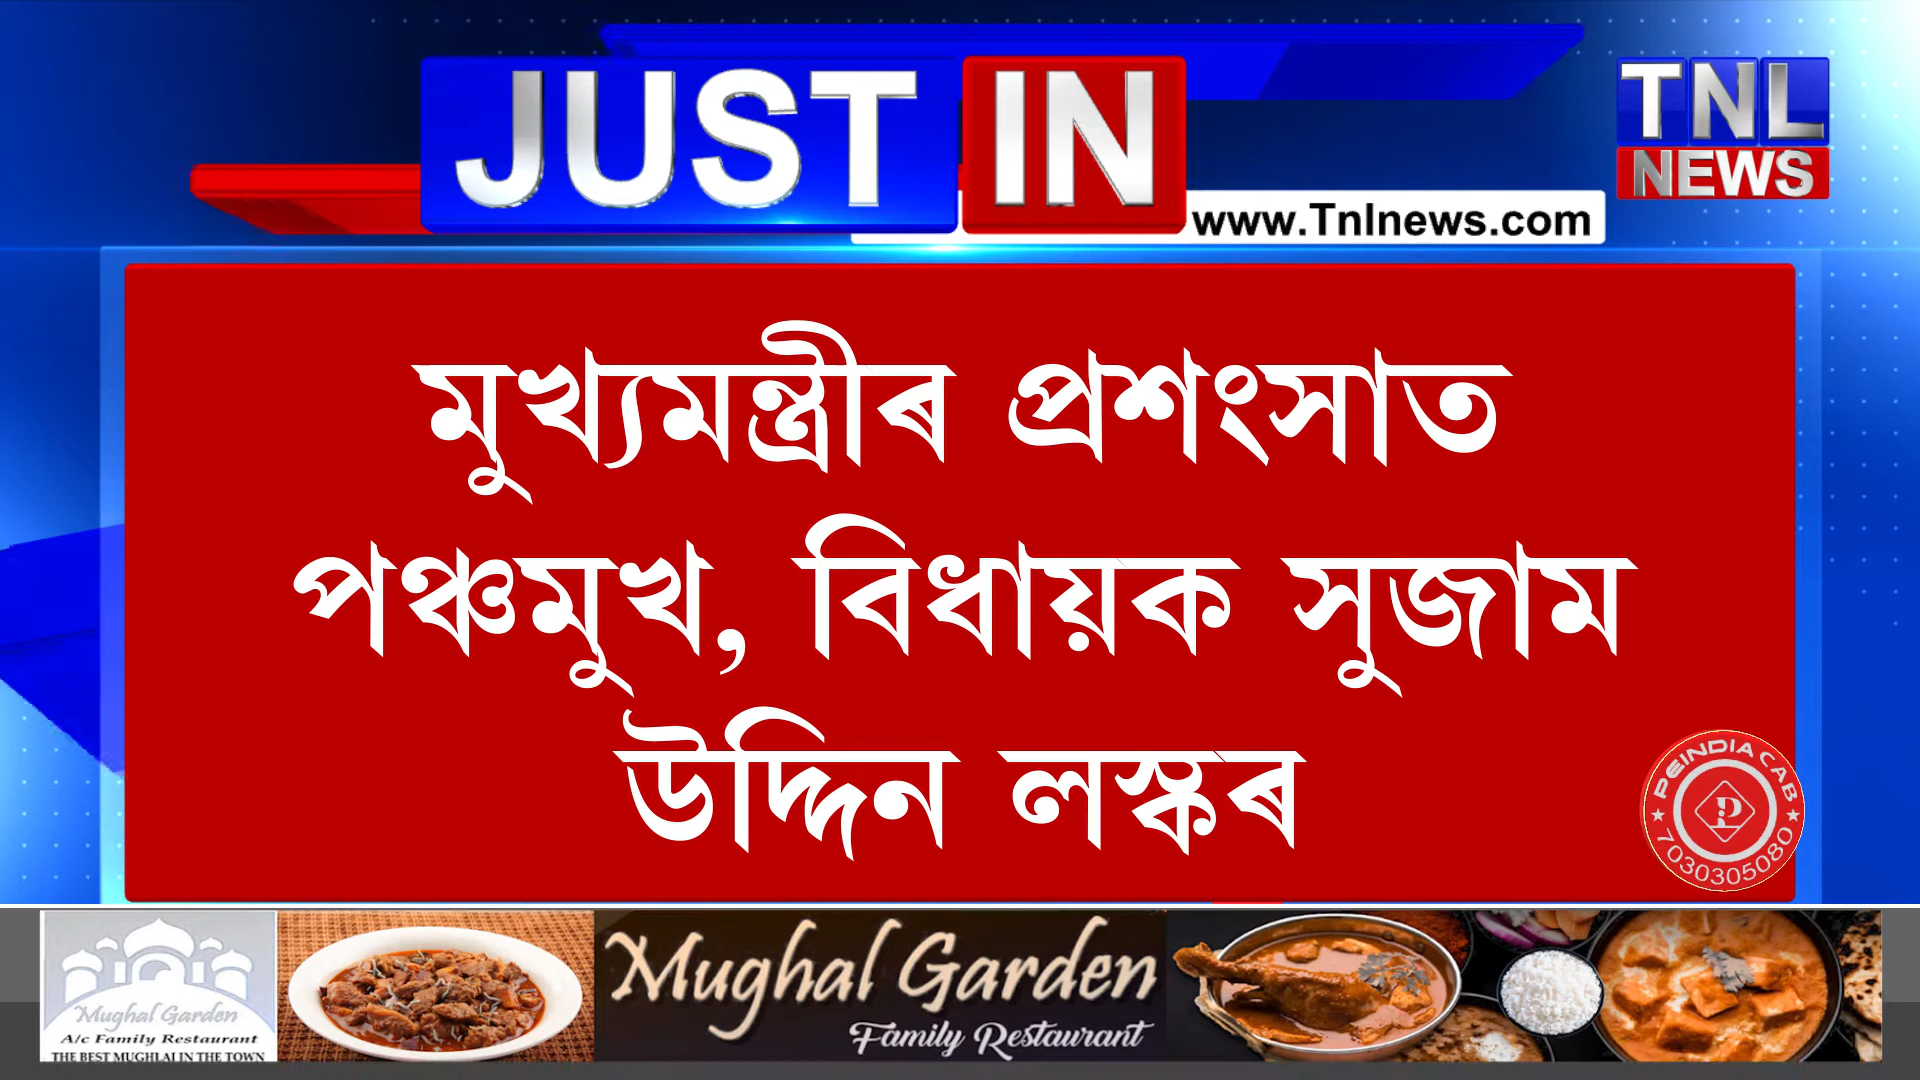 JUST IN
TNL
NEWS
www.Tnlnews.com
মুখ্যমন্ত্ৰীৰ প্ৰশংসাত
পঞ্চমুখ, বিধায়ক সুজাম
উদ্দিন লস্কৰ
PEINDIA CAB
7030305080
Mughal Garden
A/c Family Restaurant
THE BEST MUGHLAI IN THE TOWN
Mughal Garden
Family Restaurant